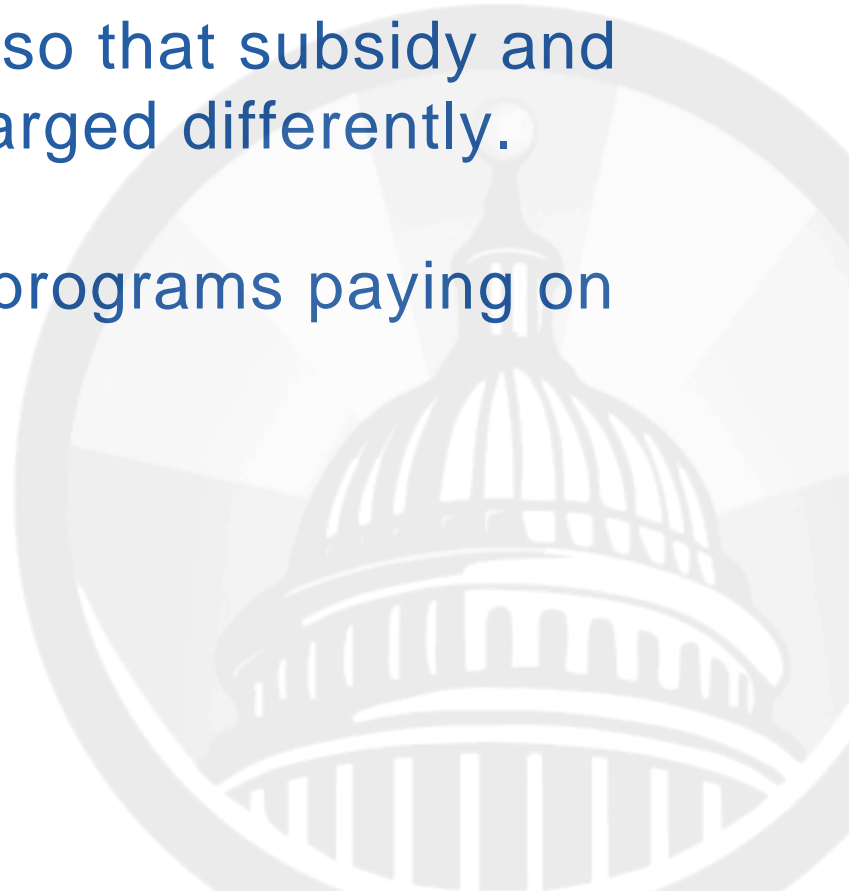 so that subsidy and
arged differently.
programs paying on